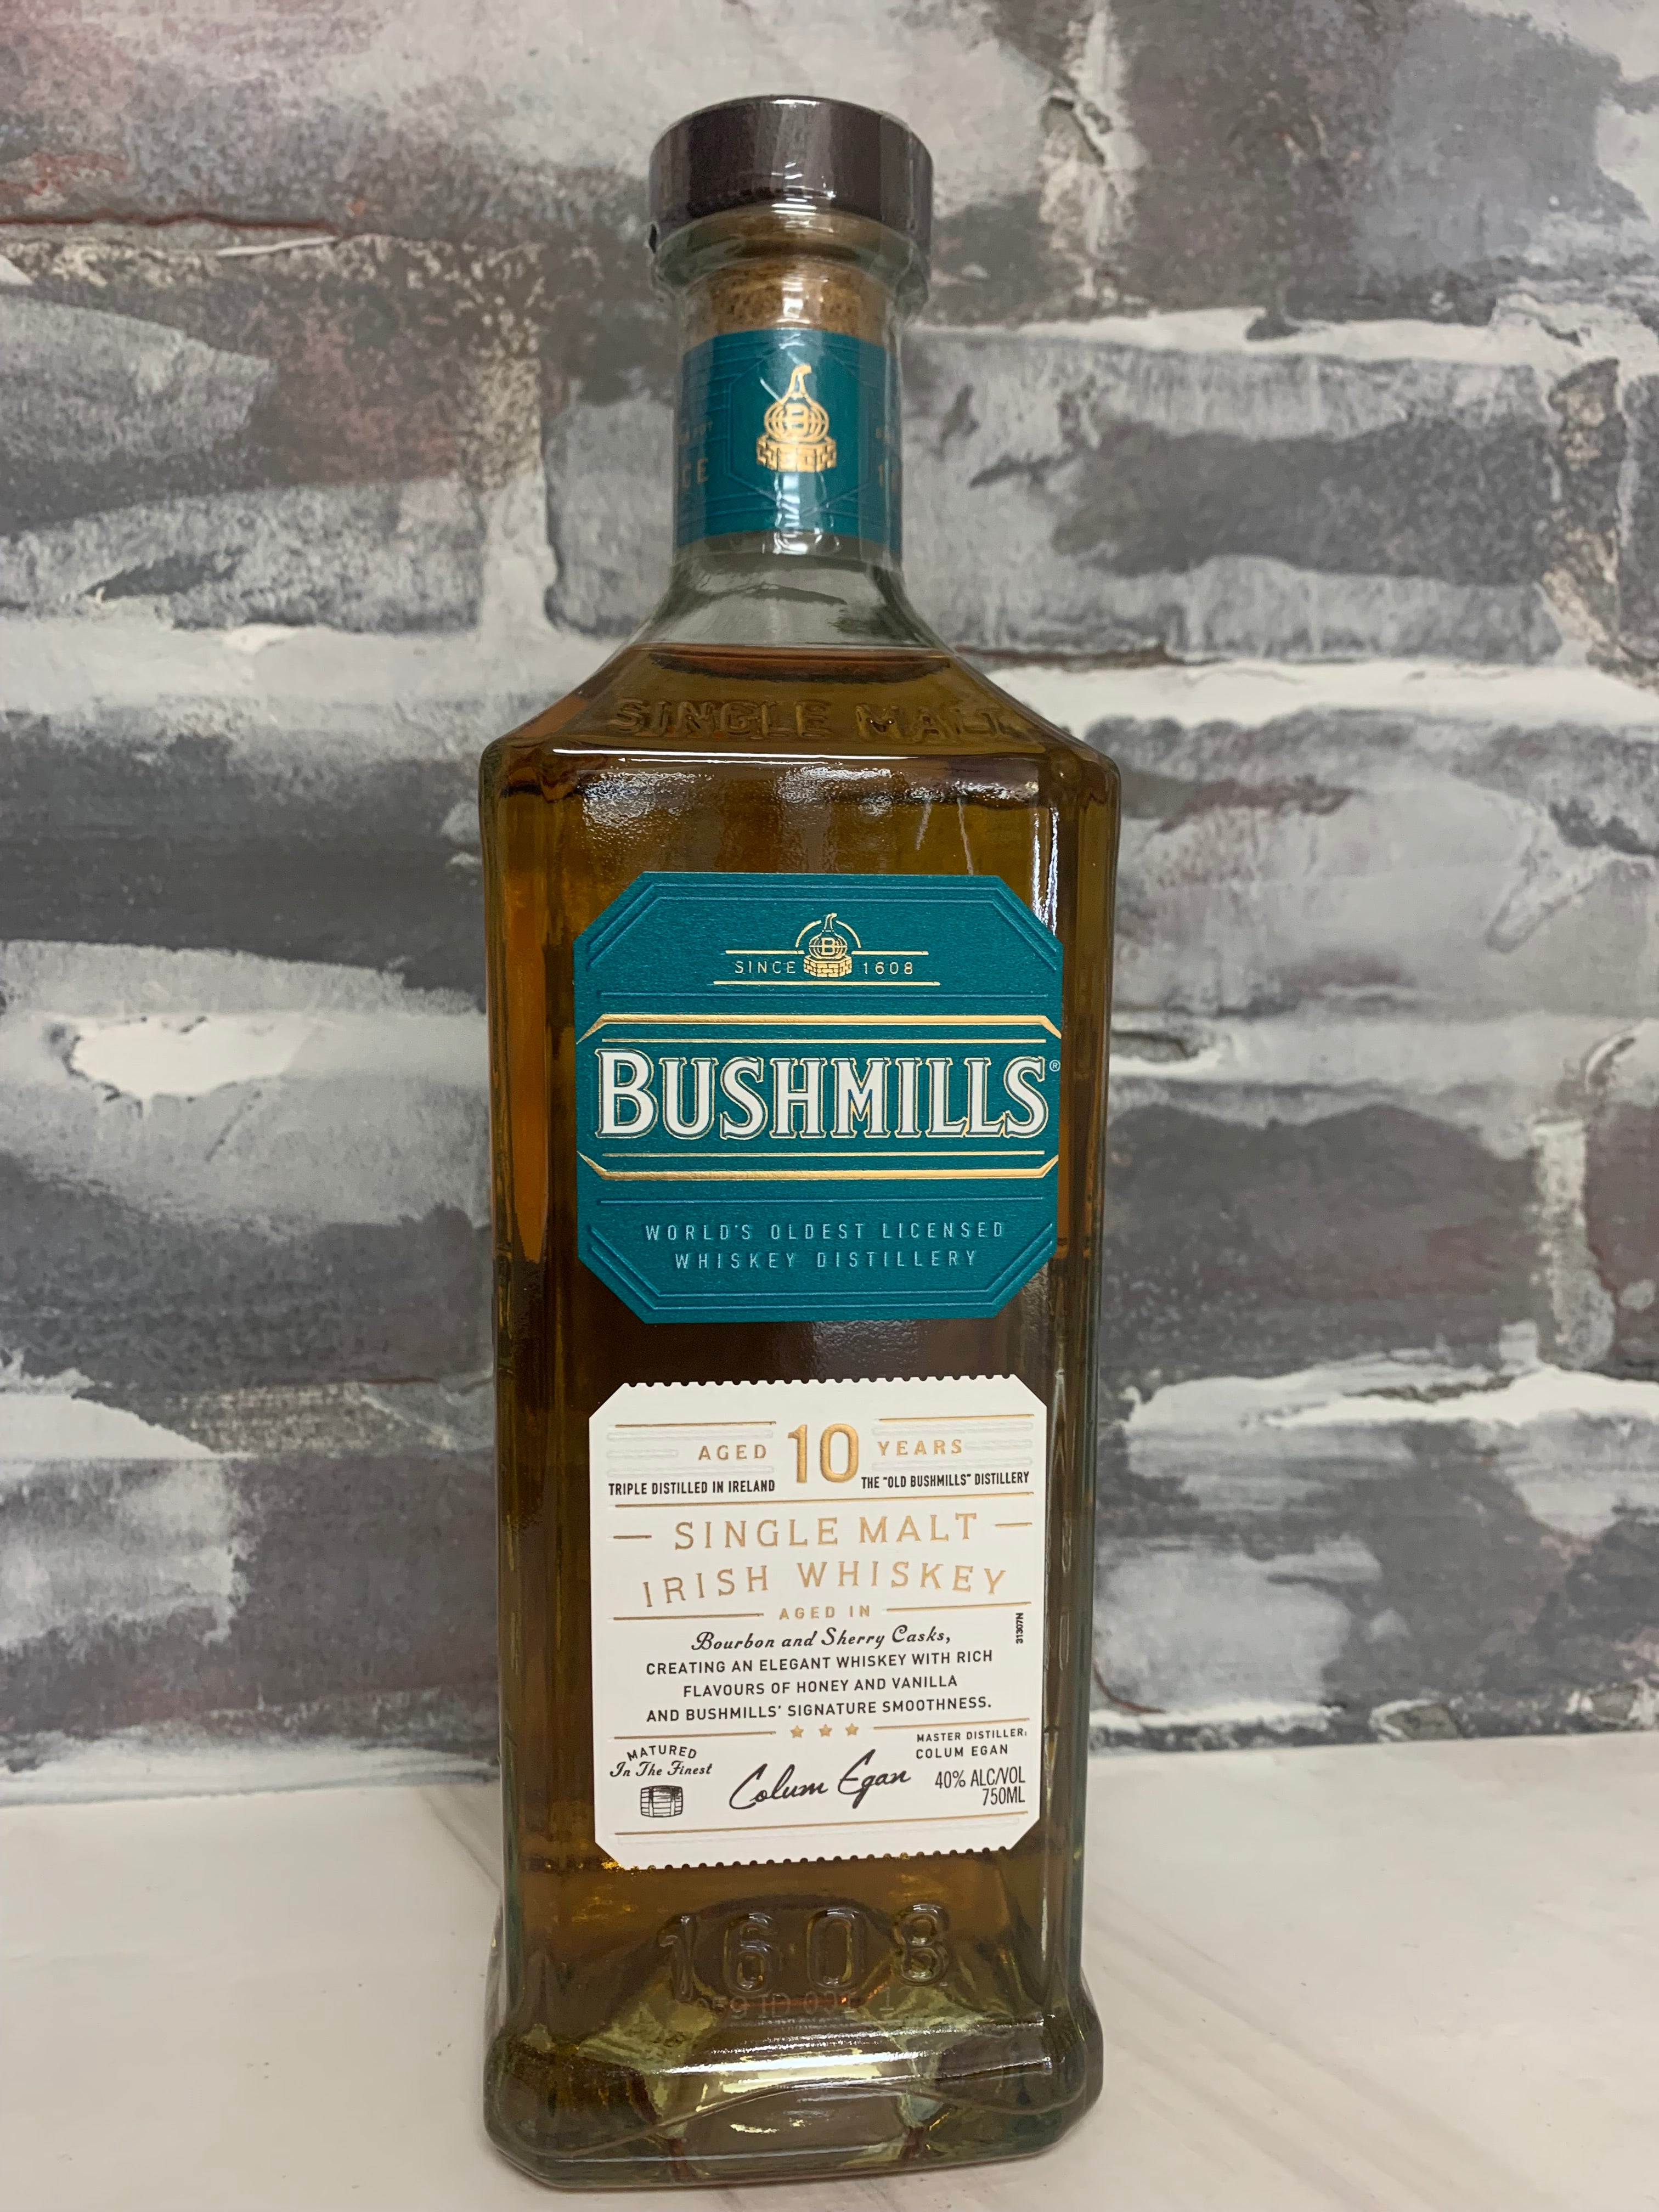 B
SINGLE MALT
SINCE B 1608
BUSHMILLS®
WORLD'S OLDEST LICENSED
WHISKEY DISTILLERY
AGED 10 YEARS
TRIPLE DISTILLED IN IRELAND THE "OLD BUSHMILLS" DISTILLERY
SINGLE MALT
IRISH WHISKEY
AGED IN
Bourbon and Sherry Casks,
CREATING AN ELEGANT WHISKEY WITH RICH
FLAVOURS OF HONEY AND VANILLA
AND BUSHMILLS' SIGNATURE SMOOTHNESS.
MATURED
In The Finest
Colum Egan
MASTER DISTILLER:
COLUM EGAN
40% ALC/VOL
750ML
1608